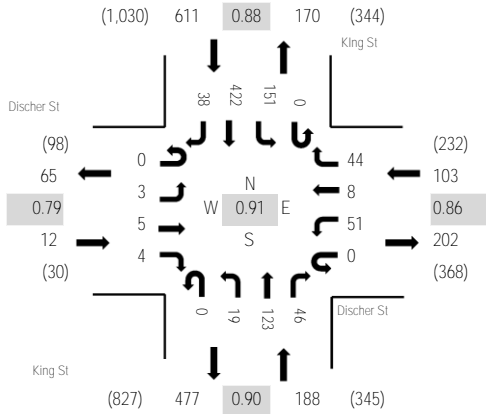 (1,030) 611 0.88 170 (344)
KIng St
38 422 151 0
Discher St
(98)
65
0.79
12
(30)
0
3
5
4
N
W 0.91 E
S
44
8
51
0
(232)
103
0.86
202
(368)
0 19 123 46
Discher St
King St
(827) 477 0.90 188 (345)